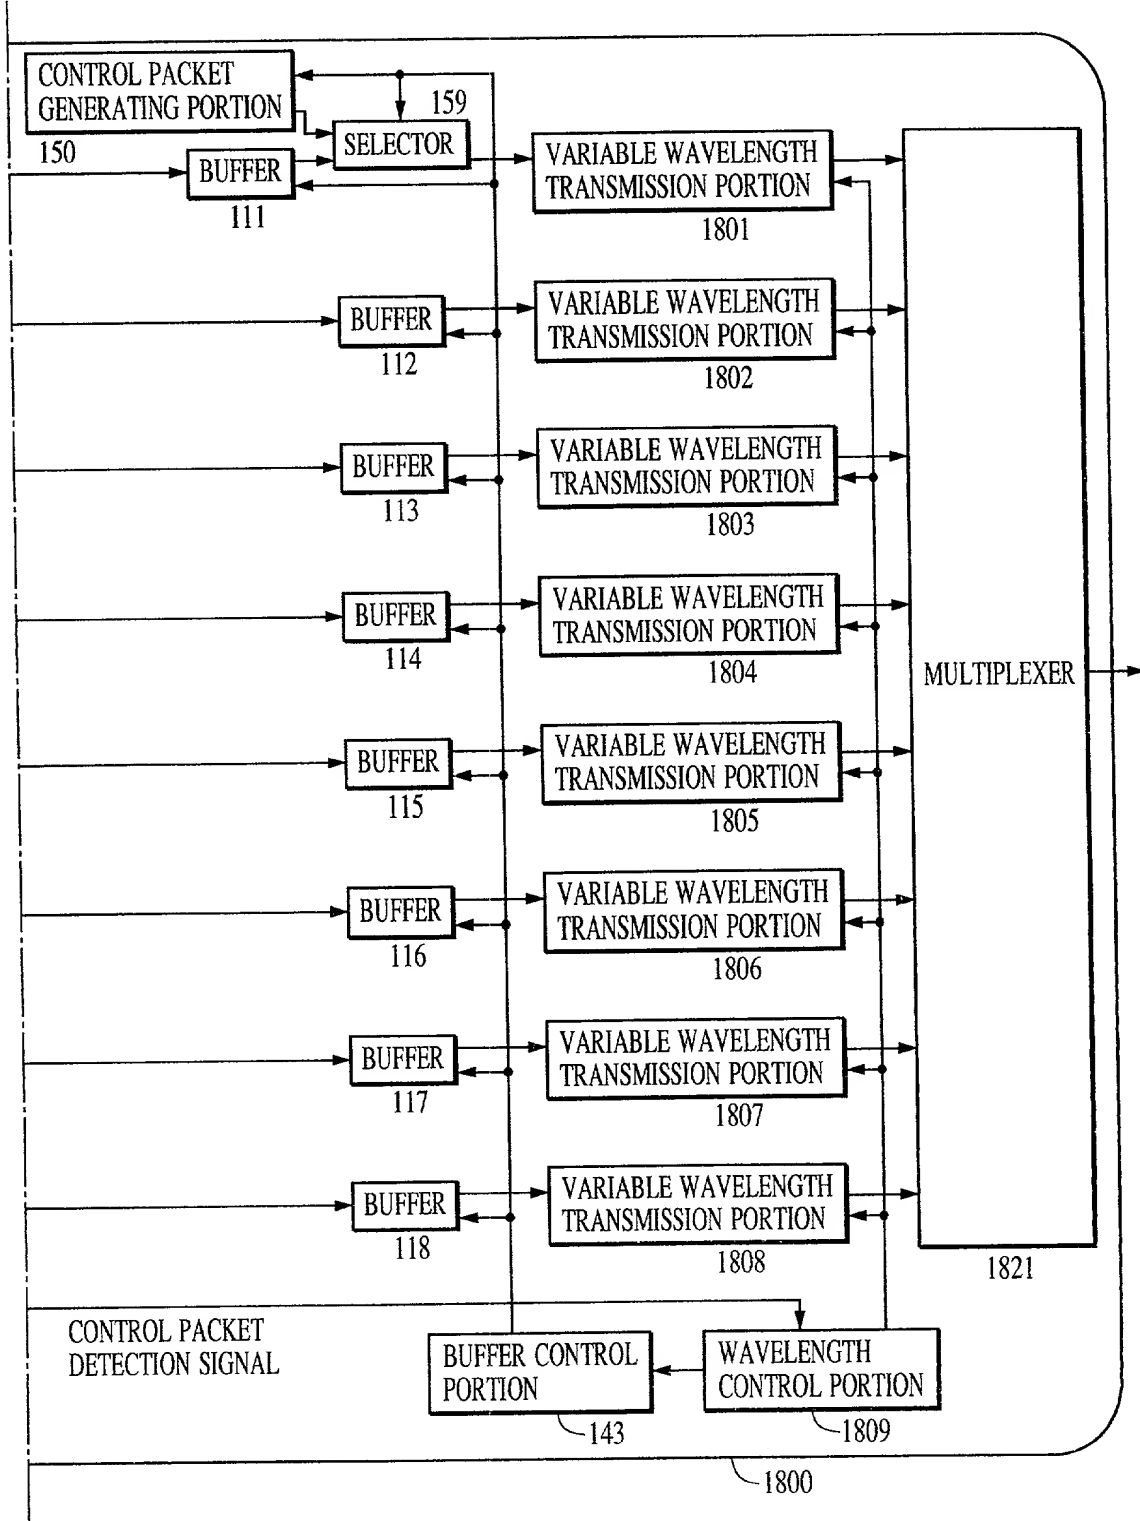 CONTROL PACKET
GENERATING PORTION
150
159
SELECTOR
BUFFER
111
VARIABLE WAVELENGTH
TRANSMISSION PORTION
1801
BUFFER
112
VARIABLE WAVELENGTH
TRANSMISSION PORTION
1802
BUFFER
113
VARIABLE WAVELENGTH
TRANSMISSION PORTION
1803
BUFFER
114
VARIABLE WAVELENGTH
TRANSMISSION PORTION
1804
MULTIPLEXER
BUFFER
115
VARIABLE WAVELENGTH
TRANSMISSION PORTION
1805
BUFFER
116
VARIABLE WAVELENGTH
TRANSMISSION PORTION
1806
BUFFER
117
VARIABLE WAVELENGTH
TRANSMISSION PORTION
1807
BUFFER
118
VARIABLE WAVELENGTH
TRANSMISSION PORTION
1808
1821
CONTROL PACKET
DETECTION SIGNAL
BUFFER CONTROL
PORTION
143
WAVELENGTH
CONTROL PORTION
1809
1800